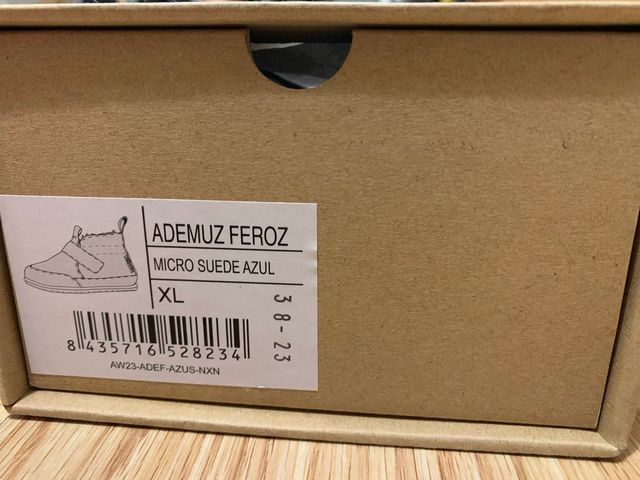 ADEMUZ FEROZ
MICRO SUEDE AZUL
XL
38-23
8 435716 528234
AW23-ADEF-AZUS-NXN